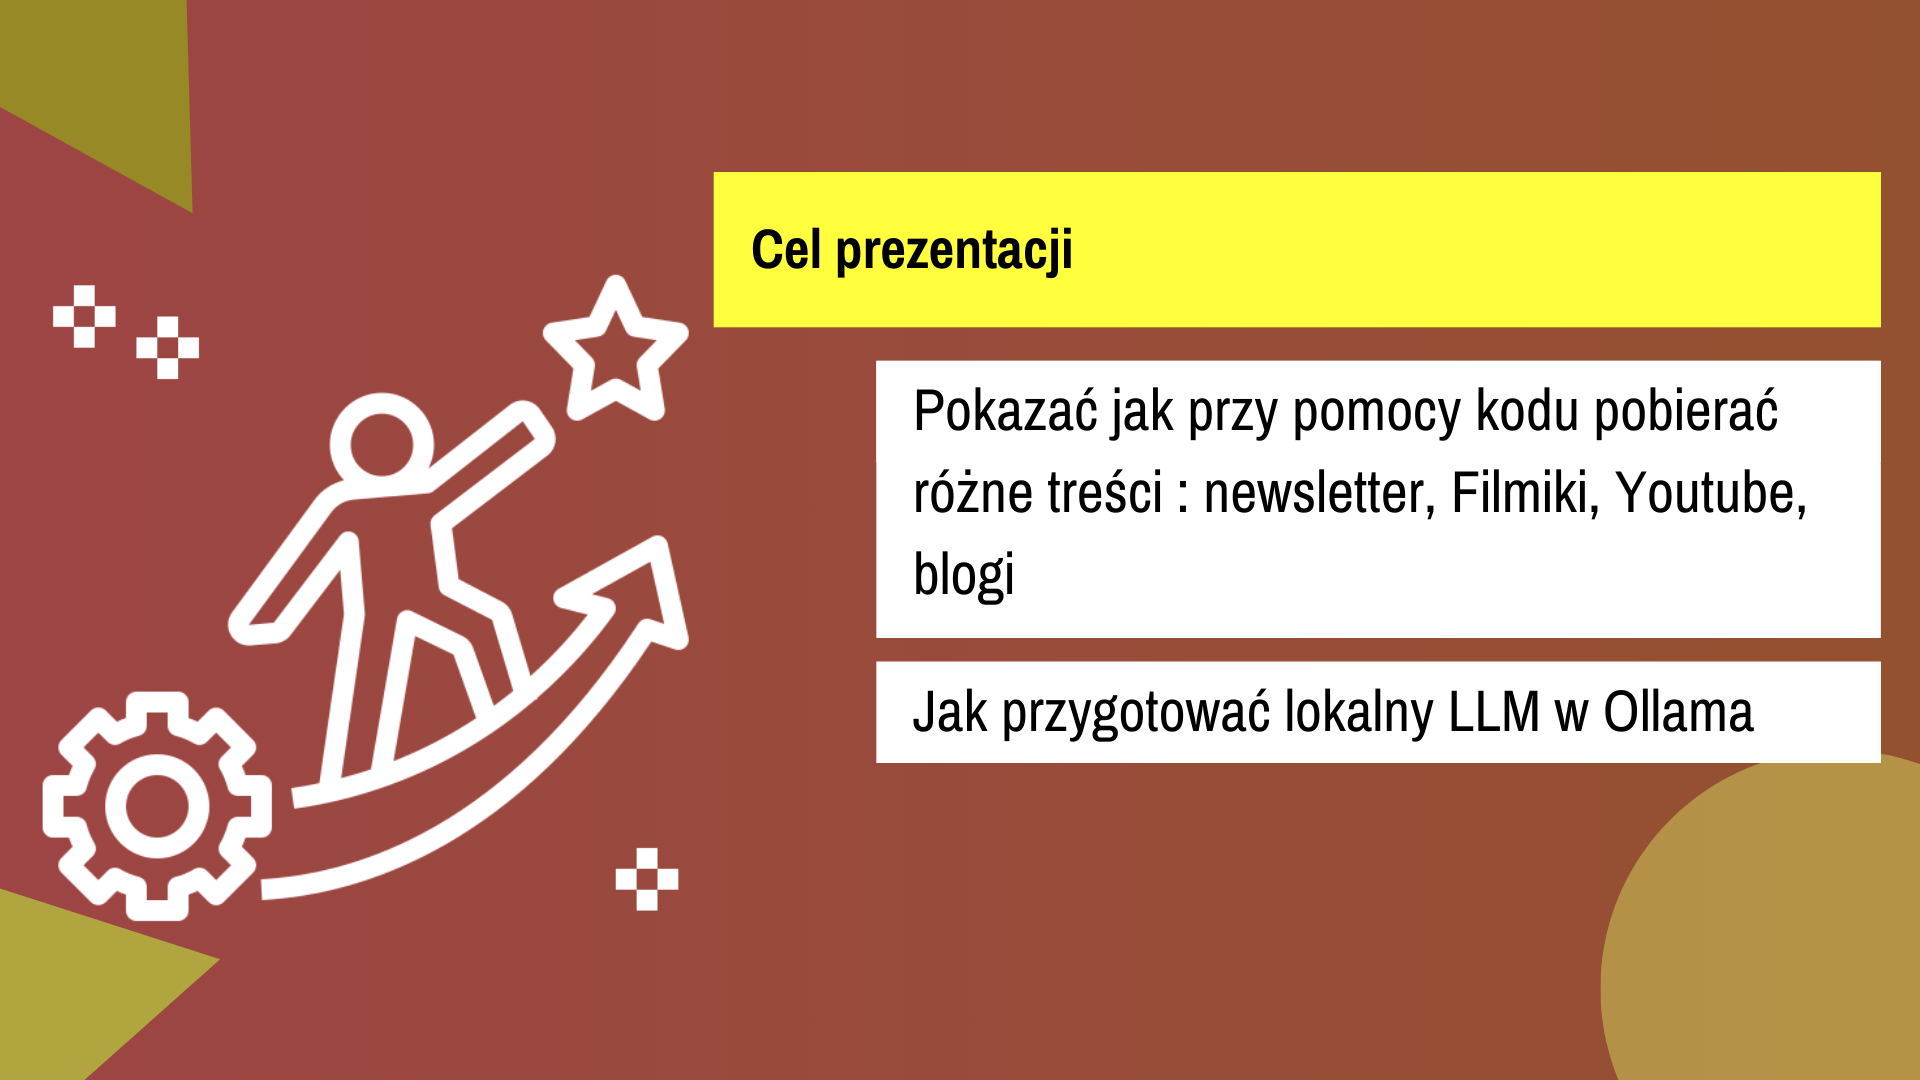 Cel prezentacji
Pokazać jak przy pomocy kodu pobierać
różne treści : newsletter, Filmiki, Youtube,
blogi
Jak przygotować lokalny LLM w Ollama